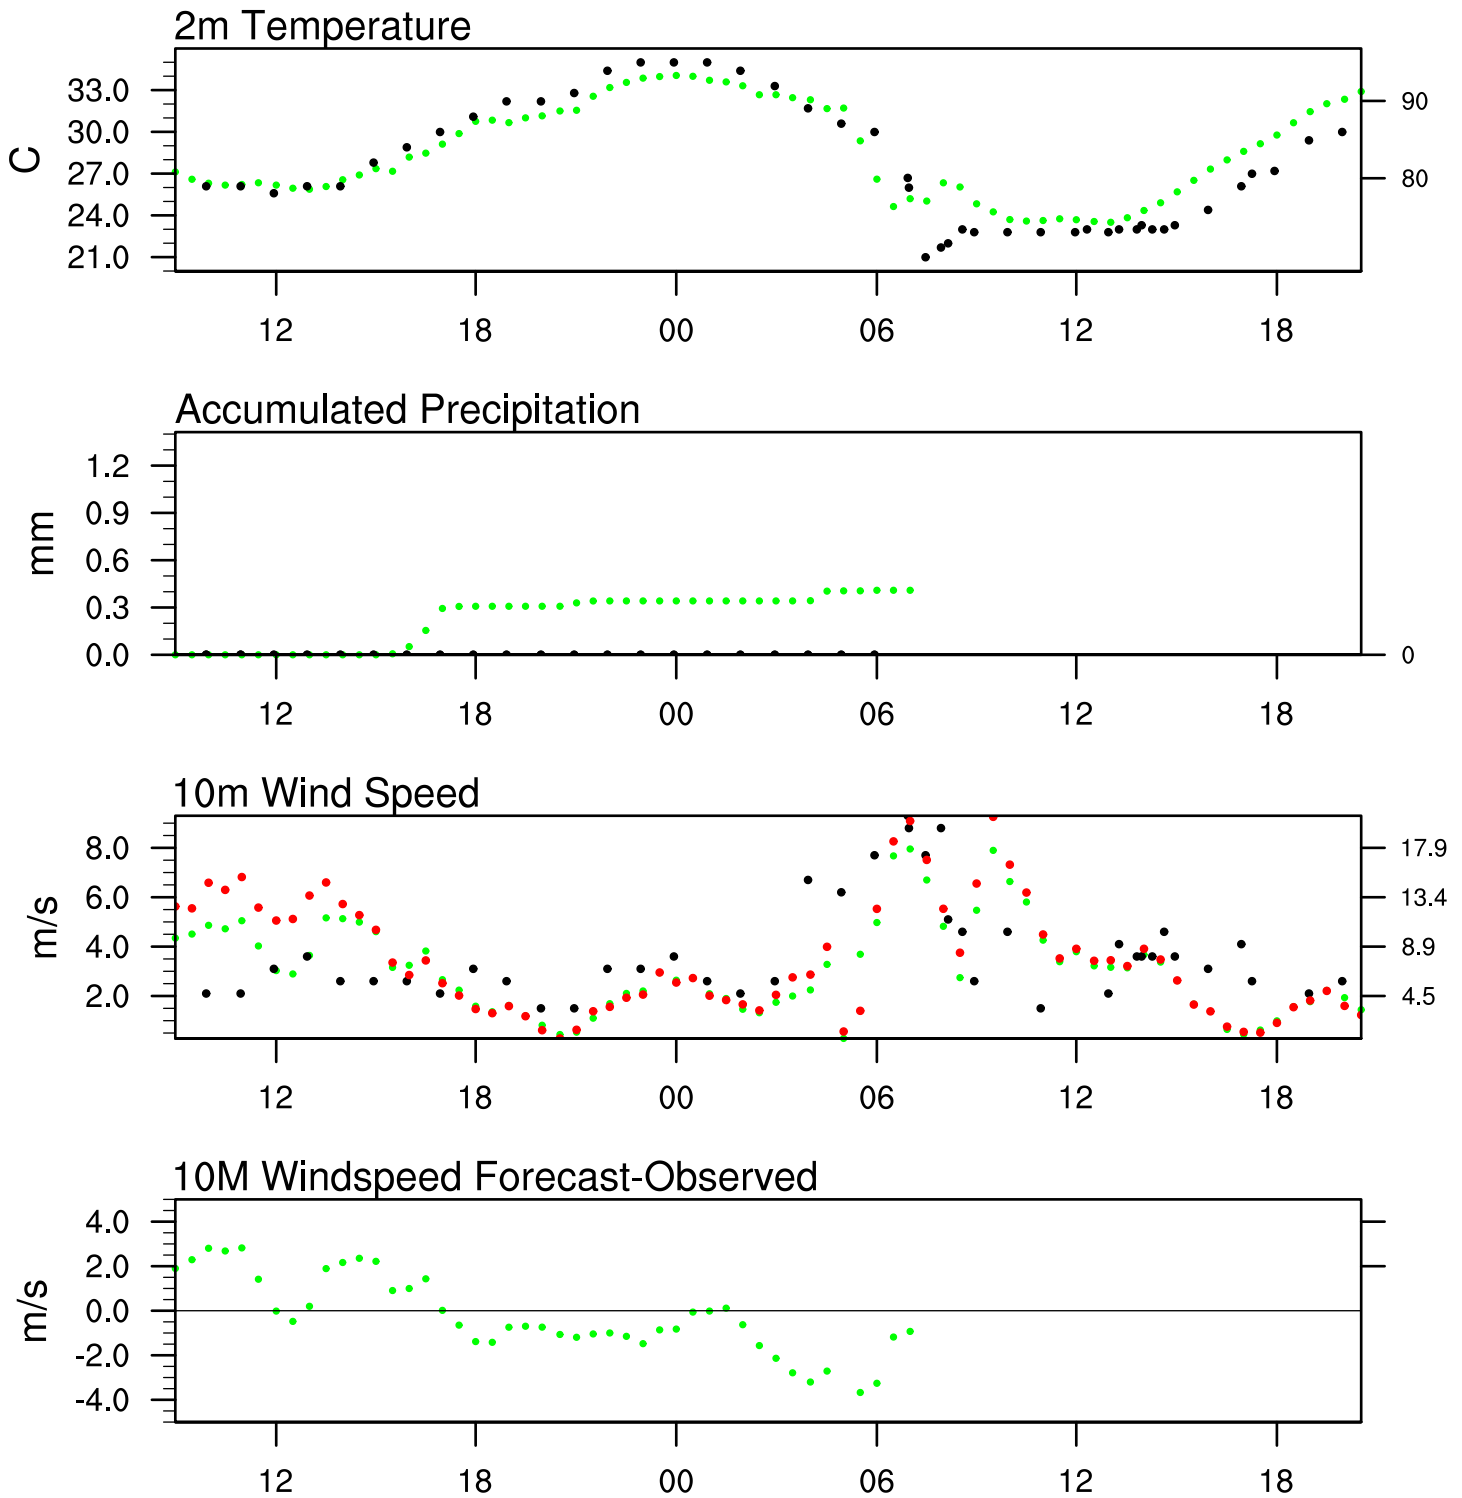 2m Temperature
C
33.0
30.0
27.0
24.0
21.0
90
80
12 18 00 06 12 18
Accumulated Precipitation
mm
1.2
0.9
0.6
0.3
0.0
0
12 18 00 06 12 18
10m Wind Speed
m/s
8.0
6.0
4.0
2.0
17.9
13.4
8.9
4.5
12 18 00 06 12 18
10M Windspeed Forecast-Observed
m/s
4.0
2.0
0.0
-2.0
-4.0
12 18 00 06 12 18